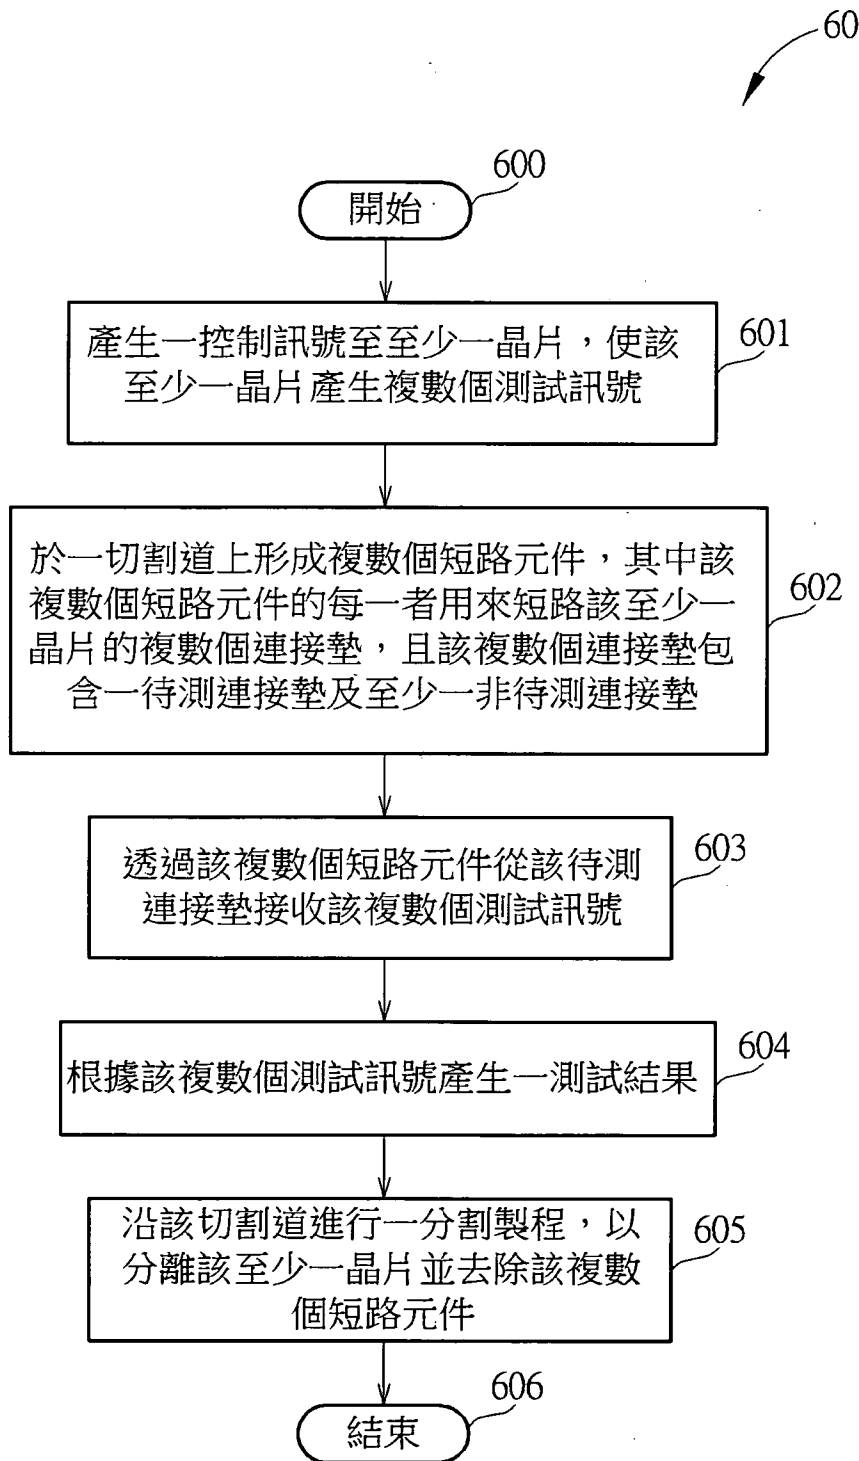 60
600
開始
601
產生一控制訊號至至少一晶片，使該
至少一晶片產生複數個測試訊號
602
於一切割道上形成複數個短路元件，其中該
複數個短路元件的每一者用來短路該至少一
晶片的複數個連接墊，且該複數個連接墊包
含一待測連接墊及至少一非待測連接墊
603
透過該複數個短路元件從該待測
連接墊接收該複數個測試訊號
604
根據該複數個測試訊號產生一測試結果
605
沿該切割道進行一分割製程，以
分離該至少一晶片並去除該複數
個短路元件
606
結束